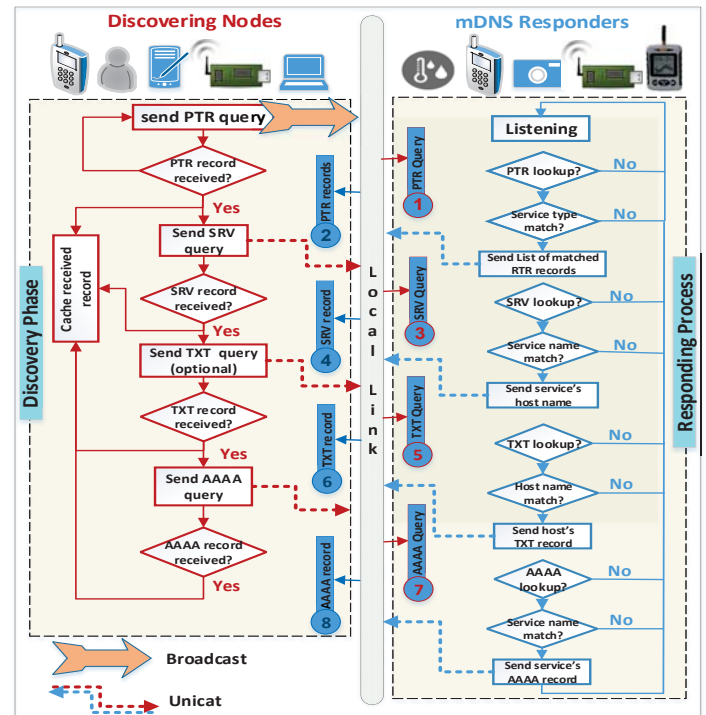 Discovering Nodes
mDNS Responders
send PTR query
PTR record
received?
Yes
Send SRV
query
SRV record
received?
Yes
Send TXT query
(optional)
TXT record
received?
Yes
Send AAAA
query
AAAA record
received?
Yes
Cache received
record
Discovery Phase
PTR records
2
SRV record
4
TXT record
6
AAAA record
8
Local
Link
PTR Query
1
SRV Query
3
TXT Query
5
AAAA Query
7
Listening
PTR lookup?
No
Service type
match?
No
Send List of matched
RTR records
SRV lookup?
No
Service name
match?
No
Send service's
host name
TXT lookup?
No
Host name
match?
No
Send host's
TXT record
AAAA
lookup?
No
Service name
match?
No
Send service's
AAAA record
Responding Process
Broadcast
Unicat